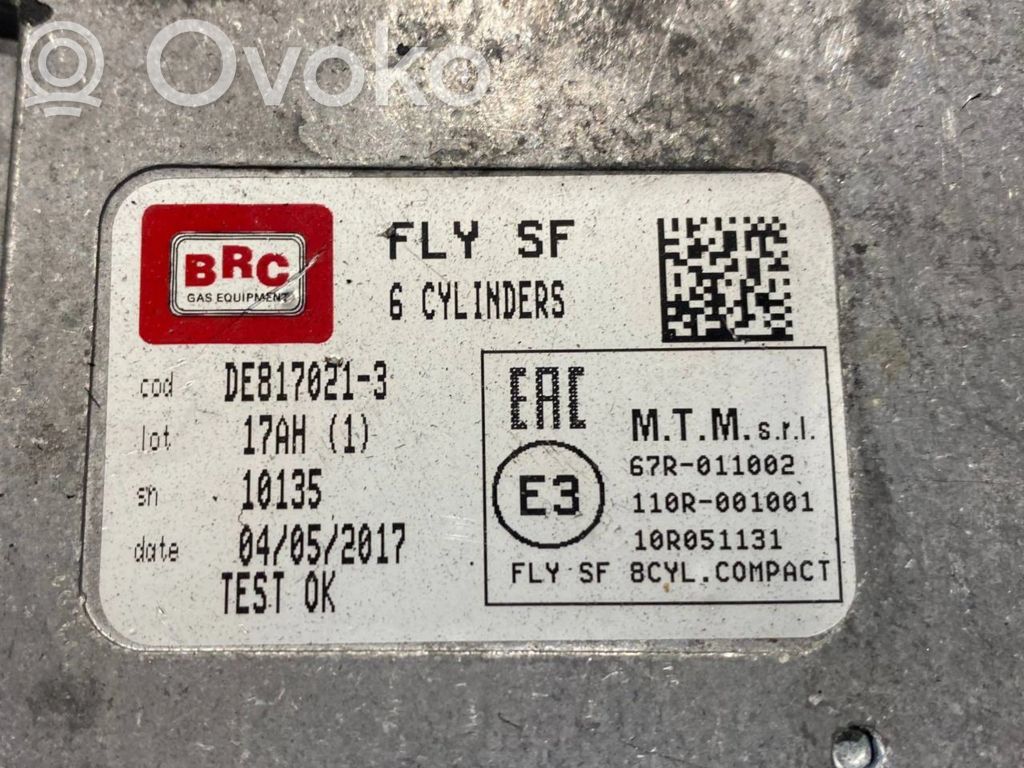 Ovoko
BRC
GAS EQUIPMENT
FLY SF
6 CYLINDERS
cod DE817021-3
lot 17AH (1)
sn 10135
date 04/05/2017
TEST OK
EAC
E3
M.T.M. s.r.l.
67R-011002
110R-001001
10R051131
FLY SF 8CYL.COMPACT